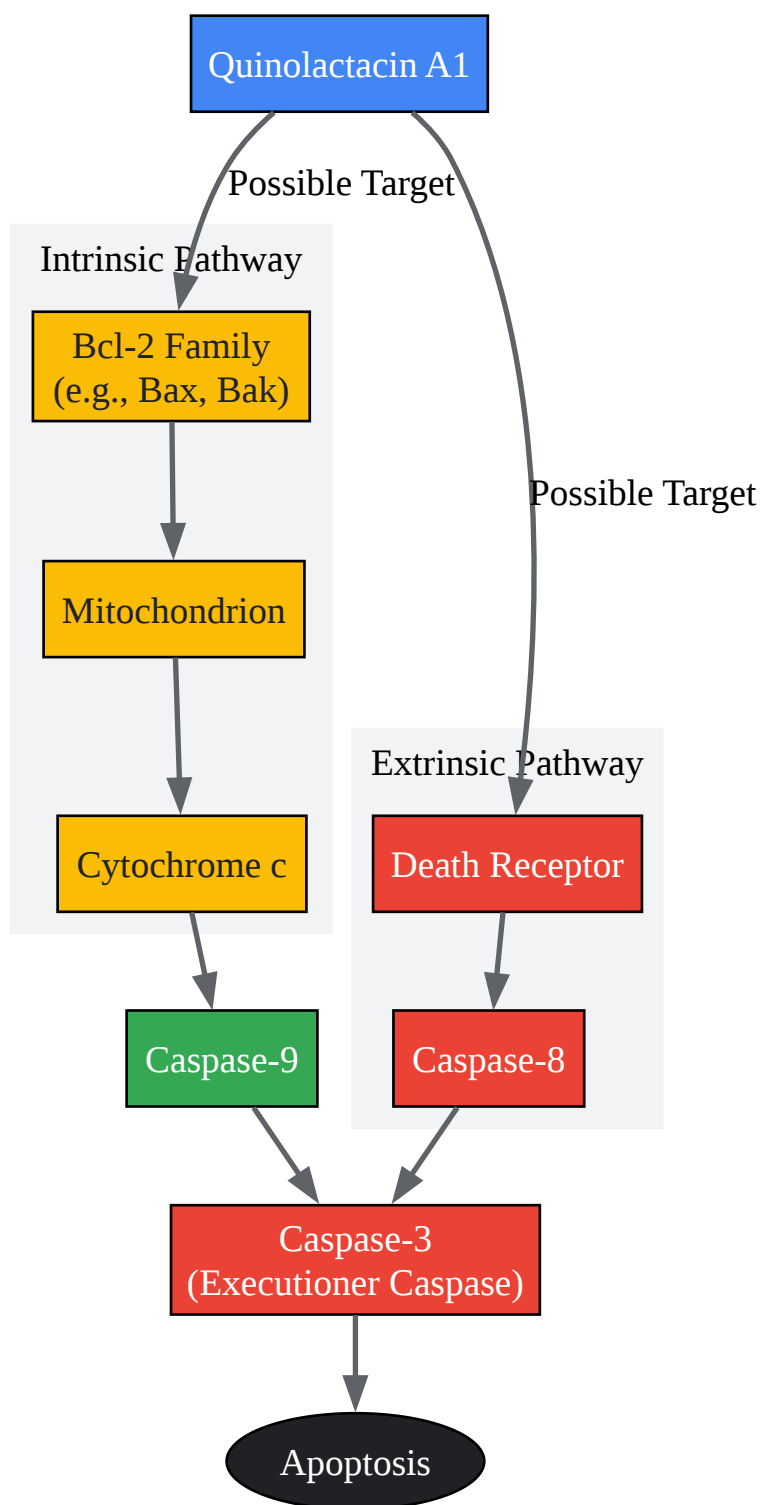 Quinolactacin A1
Possible Target
Intrinsic Pathway
Bcl-2 Family
(e.g., Bax, Bak)
Possible Target
Mitochondrion
Extrinsic Pathway
Cytochrome c
Death Receptor
Caspase-9
Caspase-8
Caspase-3
(Executioner Caspase)
Apoptosis